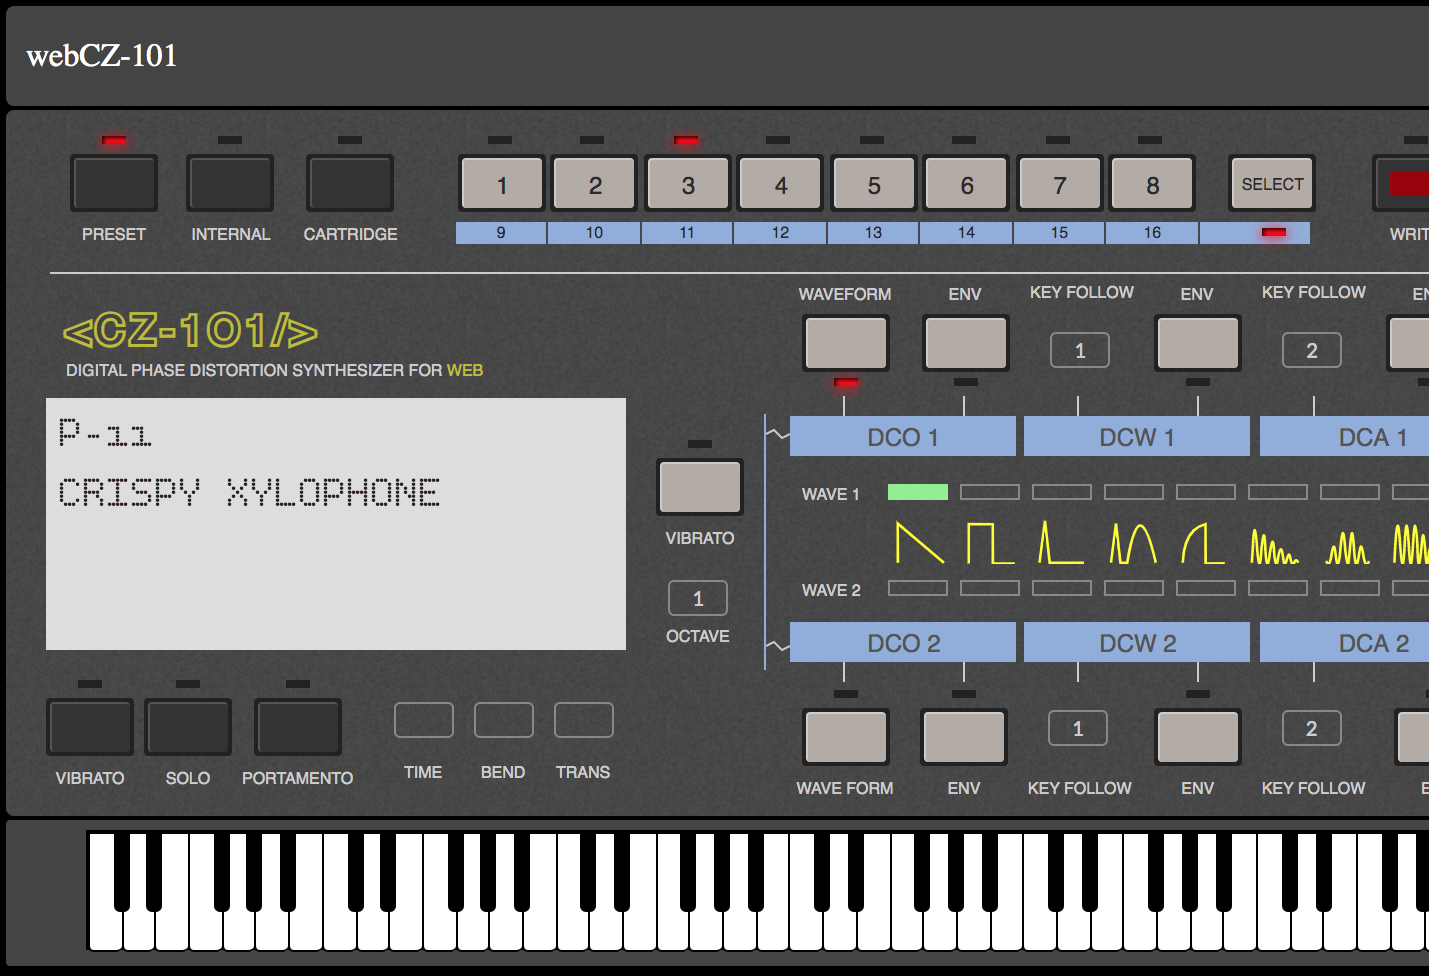 webCZ-101
1 2 3 4 5 6 7 8 SELECT
PRESET INTERNAL CARTRIDGE 9 10 11 12 13 14 15 16 WRIT
WAVEFORM ENV KEY FOLLOW ENV KEY FOLLOW EN
<CZ-101/>
1 2
DIGITAL PHASE DISTORTION SYNTHESIZER FOR WEB
P-11
DCO 1 DCW 1 DCA 1
CRISPY XYLOPHONE
WAVE 1
VIBRATO
WAVE 2
1
OCTAVE
DCO 2 DCW 2 DCA 2
1 2
VIBRATO SOLO PORTAMENTO TIME BEND TRANS
WAVE FORM ENV KEY FOLLOW ENV KEY FOLLOW E